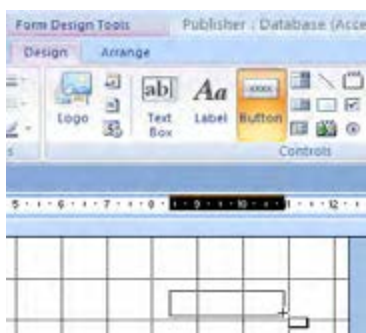 Form Design Tools Publisher : Database (Acce
Design Arrange
ab| Aa xxxx
Logo Text Box Label Button
Controls
5 6 7 8 9 10 11 12